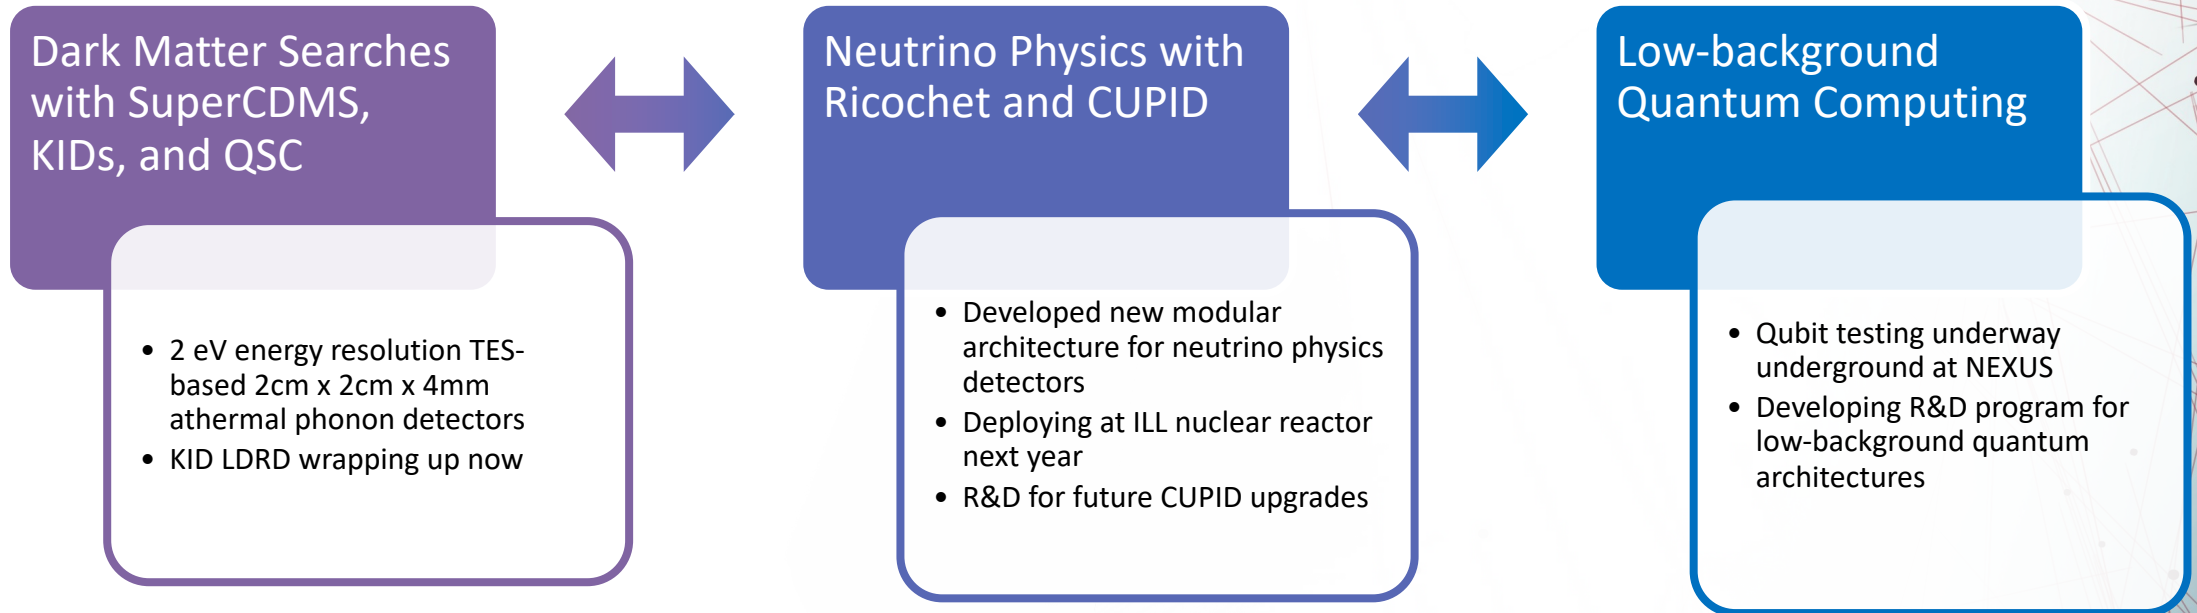 Dark Matter Searches
with SuperCDMS,
KIDs, and QSC
• 2 eV energy resolution TES-
based 2cm x 2cm x 4mm
athermal phonon detectors
• KID LDRD wrapping up now
Neutrino Physics with
Ricochet and CUPID
• Developed new modular
architecture for neutrino physics
detectors
• Deploying at ILL nuclear reactor
next year
• R&D for future CUPID upgrades
Low-background
Quantum Computing
• Qubit testing underway
underground at NEXUS
• Developing R&D program for
low-background quantum
architectures